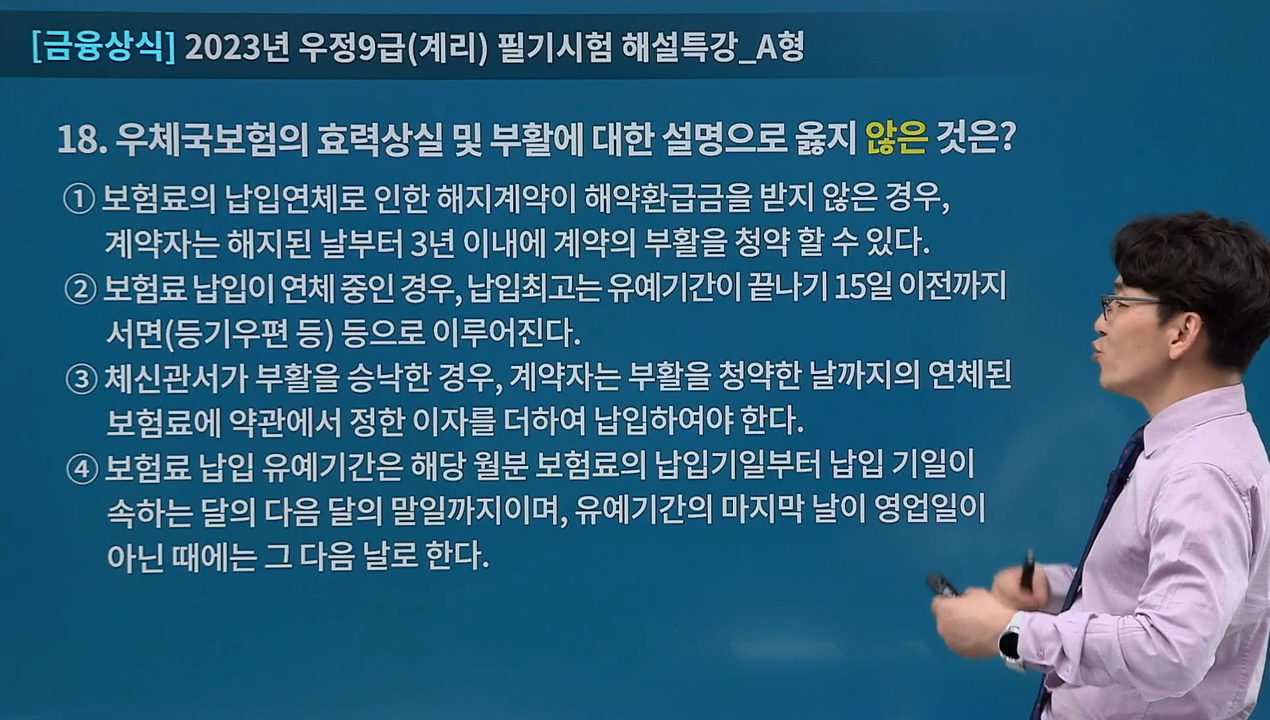 [금융상식] 2023년 우정9급(계리) 필기시험 해설특강_A형
18. 우체국보험의 효력상실 및 부활에 대한 설명으로 옳지 않은 것은?
① 보험료의 납입연체로 인한 해지계약이 해약환급금을 받지 않은 경우,
계약자는 해지된 날부터 3년 이내에 계약의 부활을 청약 할 수 있다.
② 보험료 납입이 연체 중인 경우, 납입최고는 유예기간이 끝나기 15일 이전까지
서면(등기우편 등) 등으로 이루어진다.
③ 체신관서가 부활을 승낙한 경우, 계약자는 부활을 청약한 날까지의 연체된
보험료에 약관에서 정한 이자를 더하여 납입하여야 한다.
④ 보험료 납입 유예기간은 해당 월분 보험료의 납입기일부터 납입 기일이
속하는 달의 다음 달의 말일까지이며, 유예기간의 마지막 날이 영업일이
아닌 때에는 그 다음 날로 한다.